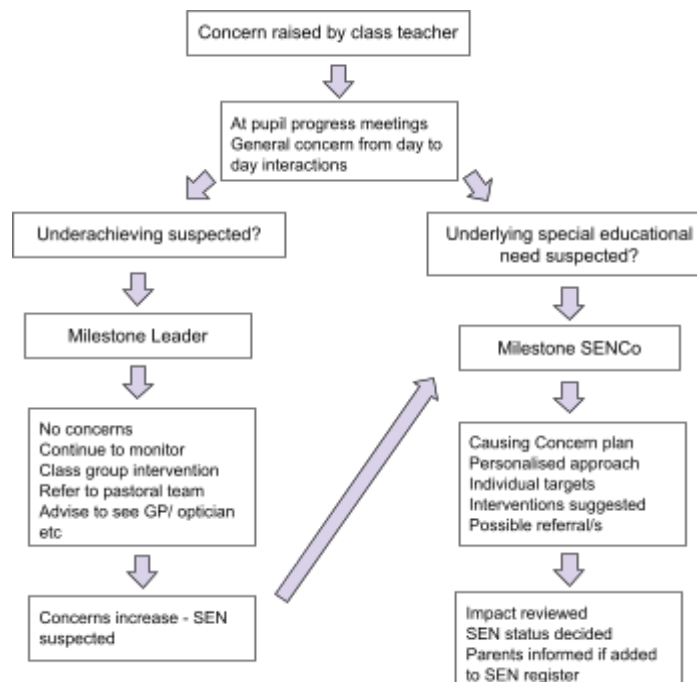 Concern raised by class teacher
At pupil progress meetings
General concern from day to
day interactions
Underachieving suspected?
Underlying special educational
need suspected?
Milestone Leader
Milestone SENCo
No concerns
Continue to monitor
Class group intervention
Refer to pastoral team
Advise to see GP/ optician
etc
Causing Concern plan
Personalised approach
Individual targets
Interventions suggested
Possible referral/s
Concerns increase - SEN
suspected
Impact reviewed
SEN status decided
Parents informed if added
to SEN register